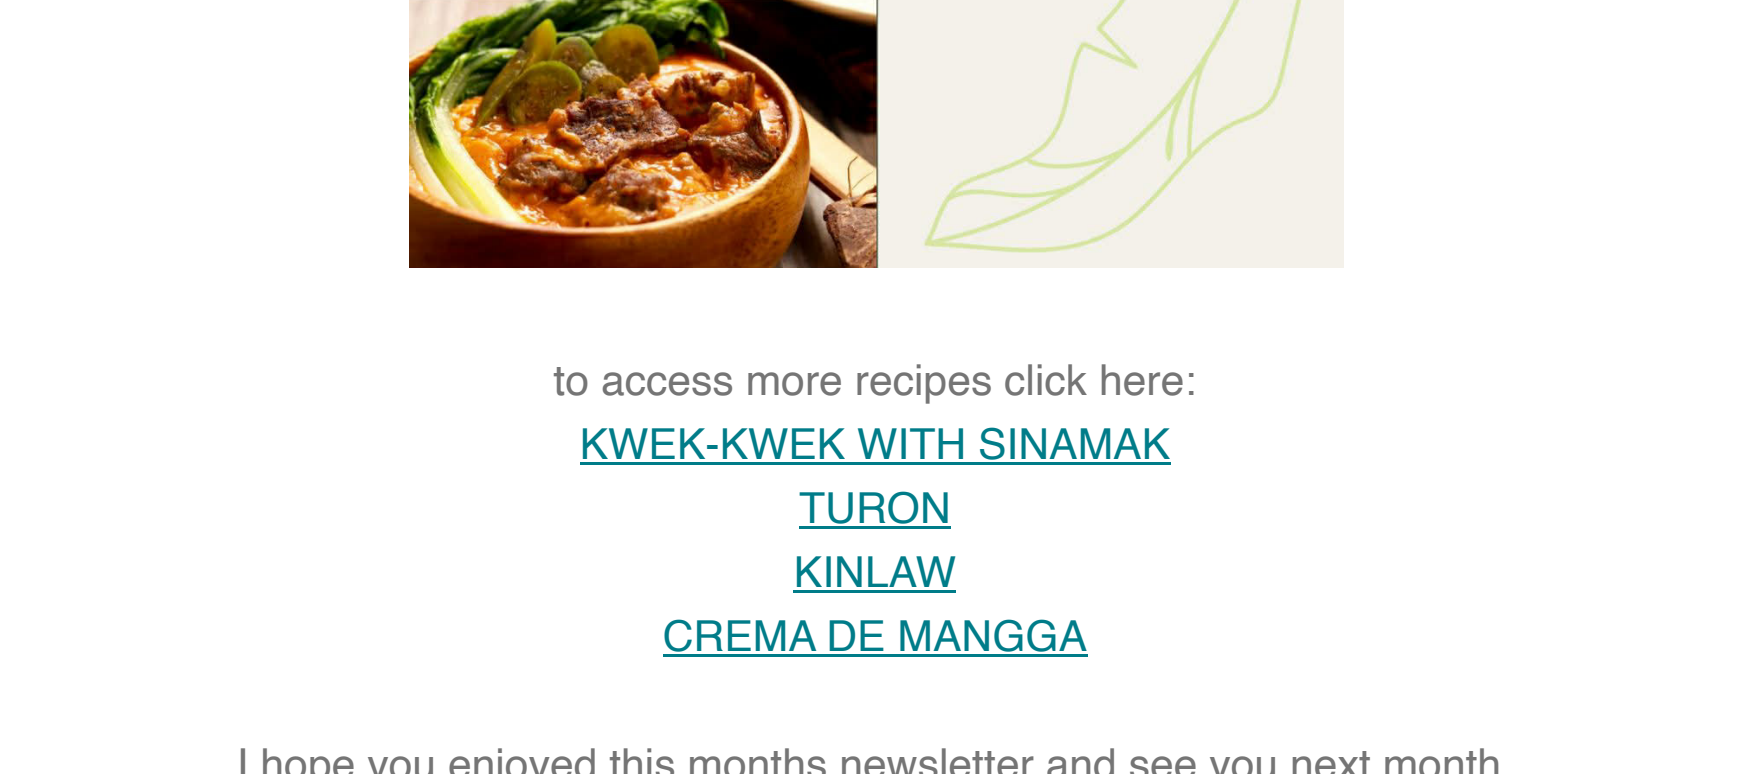 to access more recipes click here:
KWEK-KWEK WITH SINAMAK
TURON
KINLAW
CREMA DE MANGGA
I hope you enjoyed this months newsletter and see you next month